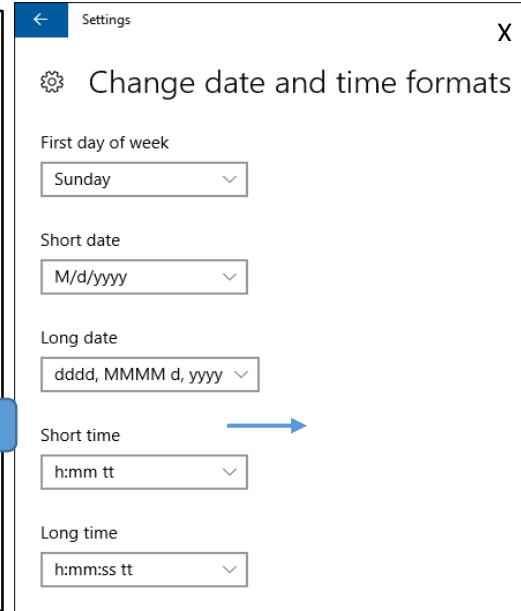 Settings
X
Change date and time formats
First day of week
Sunday
Short date
M/d/yyyy
Long date
dddd, MMMM d, yyyy
Short time
h:mm tt
Long time
h:mm:ss tt